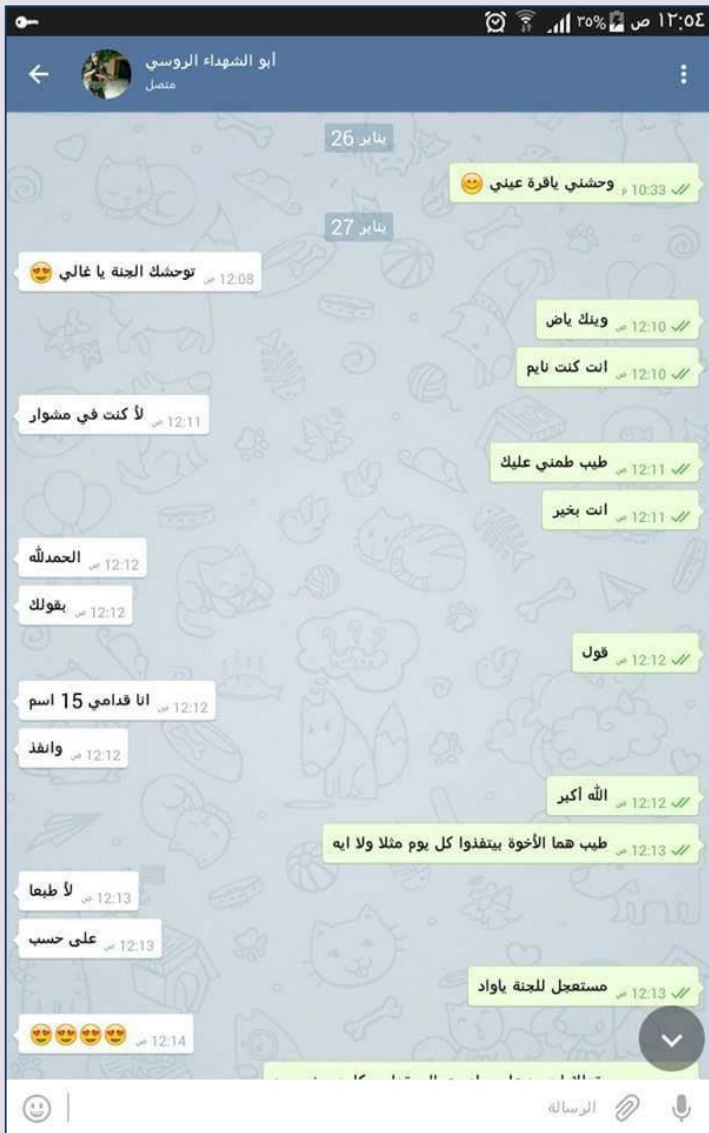 ١٢:٥٤ ص ٣٥%
أبو الشهداء الروسي
متصل
يناير 26
وحشني ياقرة عيني 😊 10:33 م
يناير 27
توحشك الجنة يا غالي 😍 12:08 ص
وينك ياض 12:10 ص
انت كنت نايم 12:10 ص
لأ كنت في مشوار 12:11 ص
طيب طمني عليك 12:11 ص
انت بخير 12:11 ص
الحمدلله 12:12 ص
بقولك 12:12 ص
قول 12:12 ص
انا قدامي 15 اسم 12:12 ص
وانفذ 12:12 ص
الله أكبر 12:12 ص
طيب هما الأخوة بيتفذوا كل يوم مثلا ولا ايه 12:13 ص
لأ طبعا 12:13 ص
على حسب 12:13 ص
مستعجل للجنة ياواد 12:13 ص
😍😍😍😍 12:14 ص
الرسالة